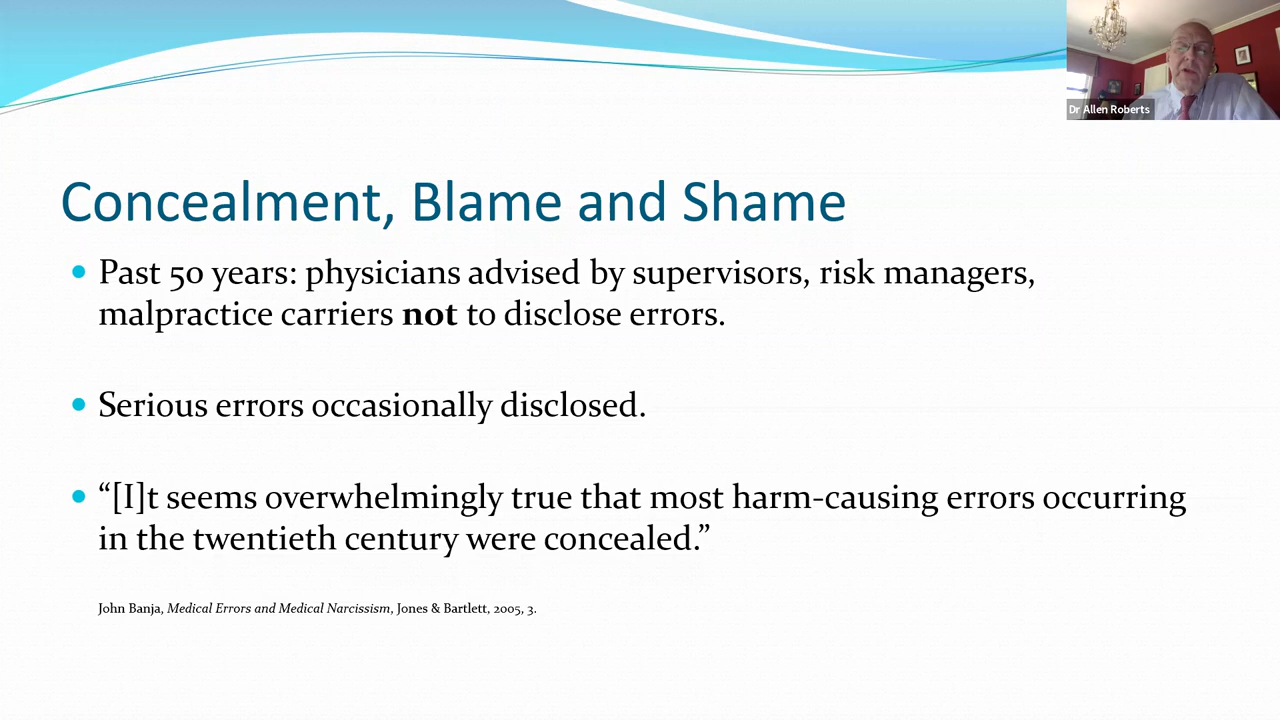 Dr Allen Roberts
Concealment, Blame and Shame
Past 50 years: physicians advised by supervisors, risk managers,
malpractice carriers not to disclose errors.
Serious errors occasionally disclosed.
“[I]t seems overwhelmingly true that most harm-causing errors occurring
in the twentieth century were concealed.”
John Banja, Medical Errors and Medical Narcissism, Jones & Bartlett, 2005, 3.